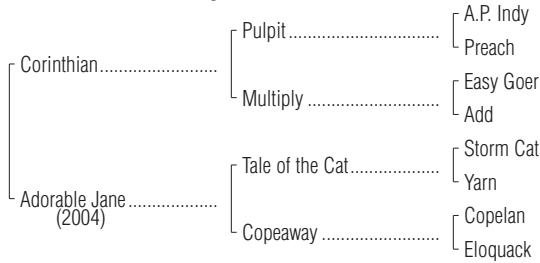 A.P. Indy
Pulpit
Preach
Corinthian
Easy Goer
Multiply
Add
Storm Cat
Tale of the Cat
Yarn
Adorable Jane
(2004)
Copelan
Copeaway
Eloquack